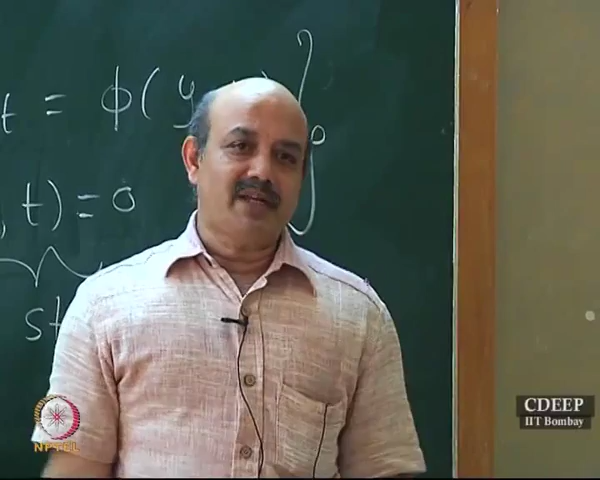 t = φ(y
, t) = 0
st
CDEEP
IIT Bombay
NPTEL